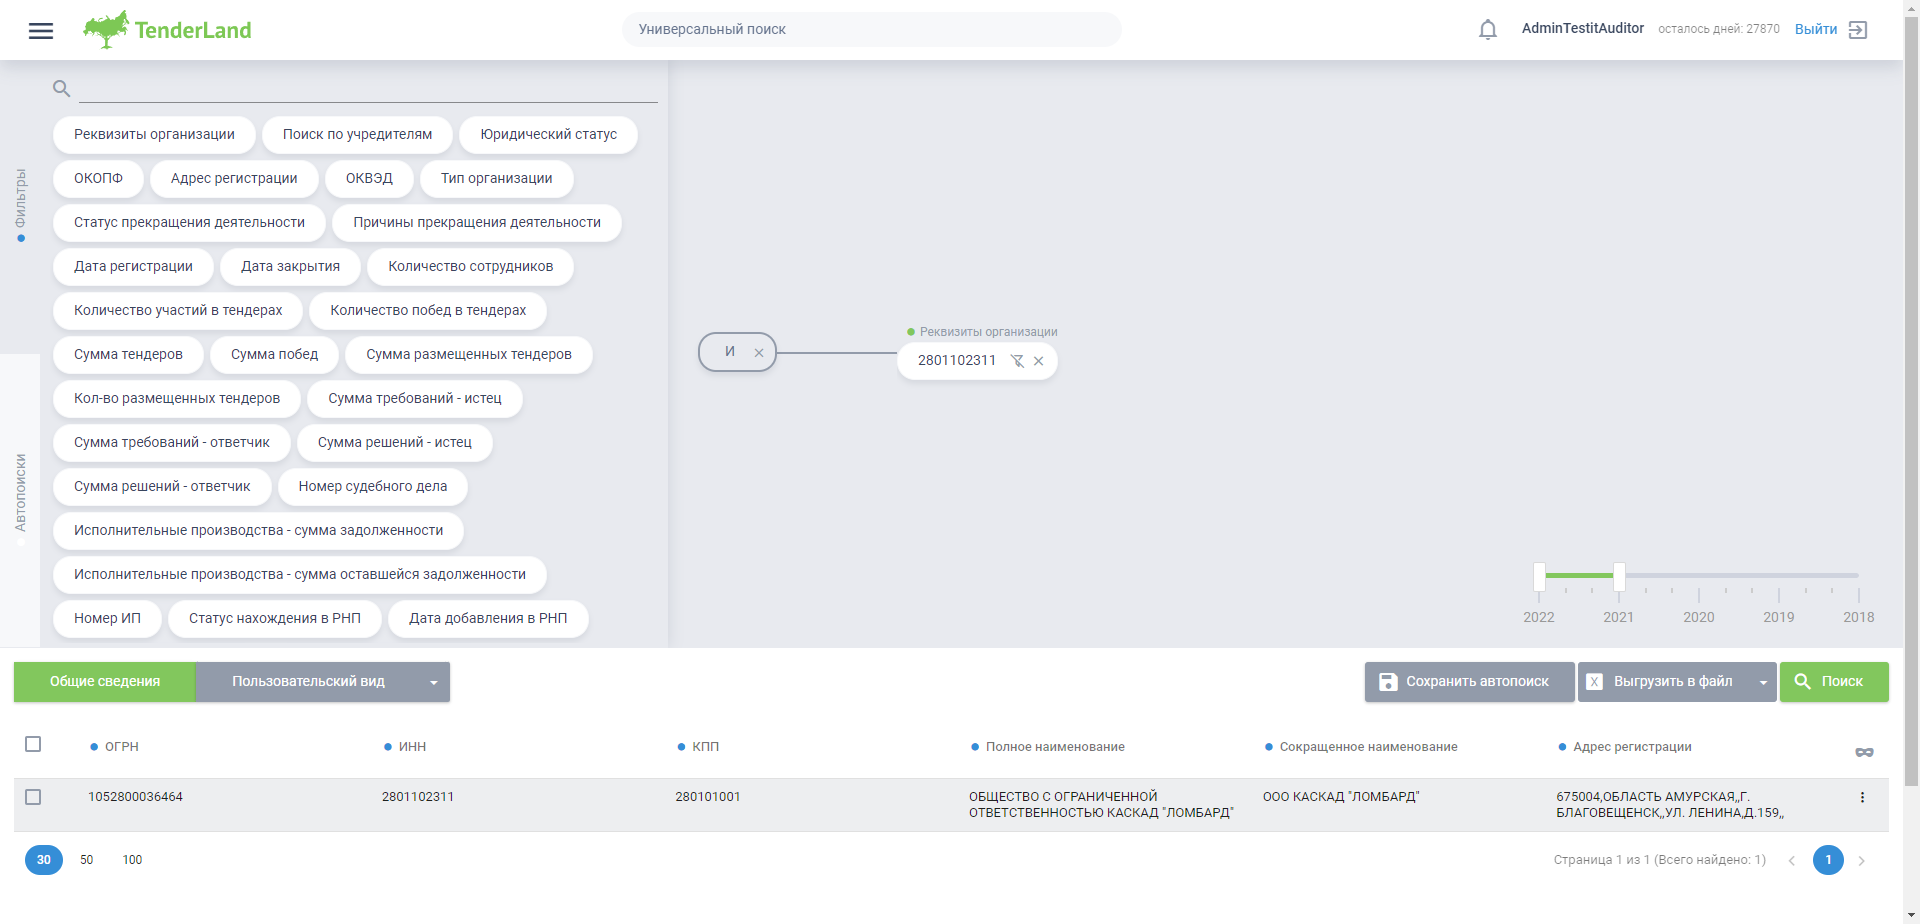 TenderLand
Универсальный поиск
AdminTestitAuditor
осталось дней: 27870
Выйти
Фильтры
Автопоиски
Реквизиты организации
Поиск по учредителям
Юридический статус
ОКОПФ
Адрес регистрации
ОКВЭД
Тип организации
Статус прекращения деятельности
Причины прекращения деятельности
Дата регистрации
Дата закрытия
Количество сотрудников
Количество участий в тендерах
Количество побед в тендерах
Сумма тендеров
Сумма побед
Сумма размещенных тендеров
Кол-во размещенных тендеров
Сумма требований - истец
Сумма требований - ответчик
Сумма решений - истец
Сумма решений - ответчик
Номер судебного дела
Исполнительные производства - сумма задолженности
Исполнительные производства - сумма оставшейся задолженности
Номер ИП
Статус нахождения в РНП
Дата добавления в РНП
И
Реквизиты организации
2801102311
2022 2021 2020 2019 2018
Общие сведения
Пользовательский вид
Сохранить автопоиск
X
Выгрузить в файл
Поиск
ОГРН
ИНН
КПП
Полное наименование
Сокращенное наименование
Адрес регистрации
1052800036464
2801102311
280101001
ОБЩЕСТВО С ОГРАНИЧЕННОЙ
ОТВЕТСТВЕННОСТЬЮ КАСКАД "ЛОМБАРД"
ООО КАСКАД "ЛОМБАРД"
675004,ОБЛАСТЬ АМУРСКАЯ,,Г.
БЛАГОВЕЩЕНСК,,УЛ. ЛЕНИНА,Д.159,,
30 50 100
Страница 1 из 1 (Всего найдено: 1)
1